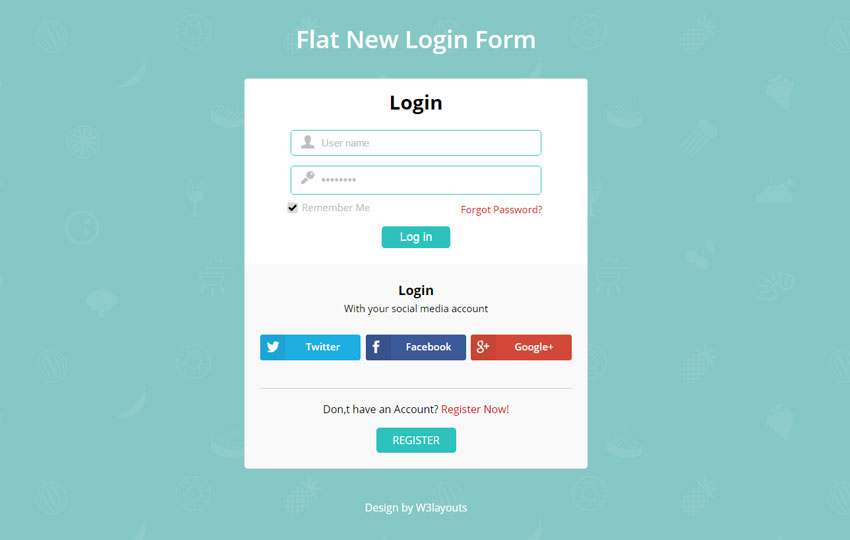 Flat New Login Form
Login
User name
••••••••
Remember Me
Forgot Password?
Log in
Login
With your social media account
Twitter
Facebook
g+ Google+
Don,t have an Account? Register Now!
REGISTER
Design by W3layouts